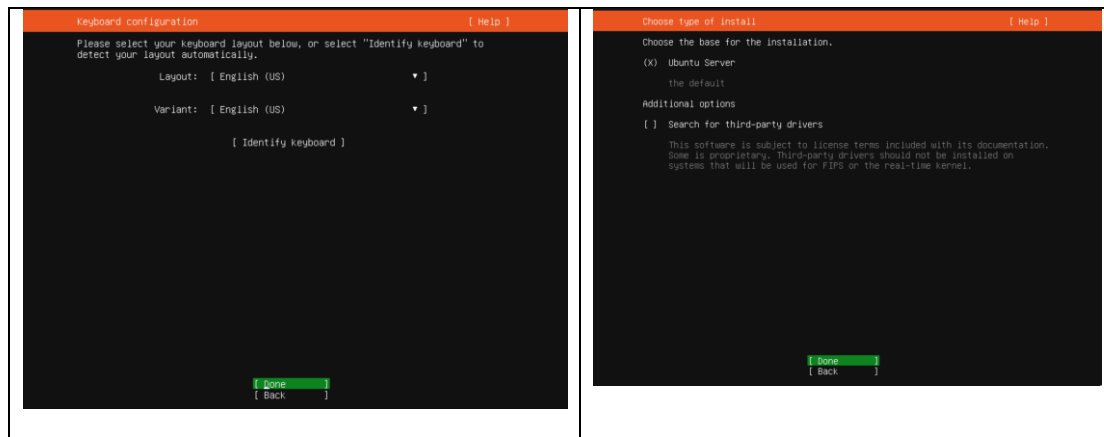 Keyboard configuration [ Help ]
Please select your keyboard layout below, or select "Identify keyboard" to
detect your layout automatically.
Layout: [ English (US) ▾ ]
Variant: [ English (US) ▾ ]
[ Identify keyboard ]
[ Done ]
[ Back ]
Choose type of install [ Help ]
Choose the base for the installation.
(X) Ubuntu Server
the default
Additional options
[ ] Search for third-party drivers
This software is subject to license terms included with its documentation.
Some is proprietary. Third-party drivers should not be installed on
systems that will be used for FIPS or the real-time kernel.
[ Done ]
[ Back ]